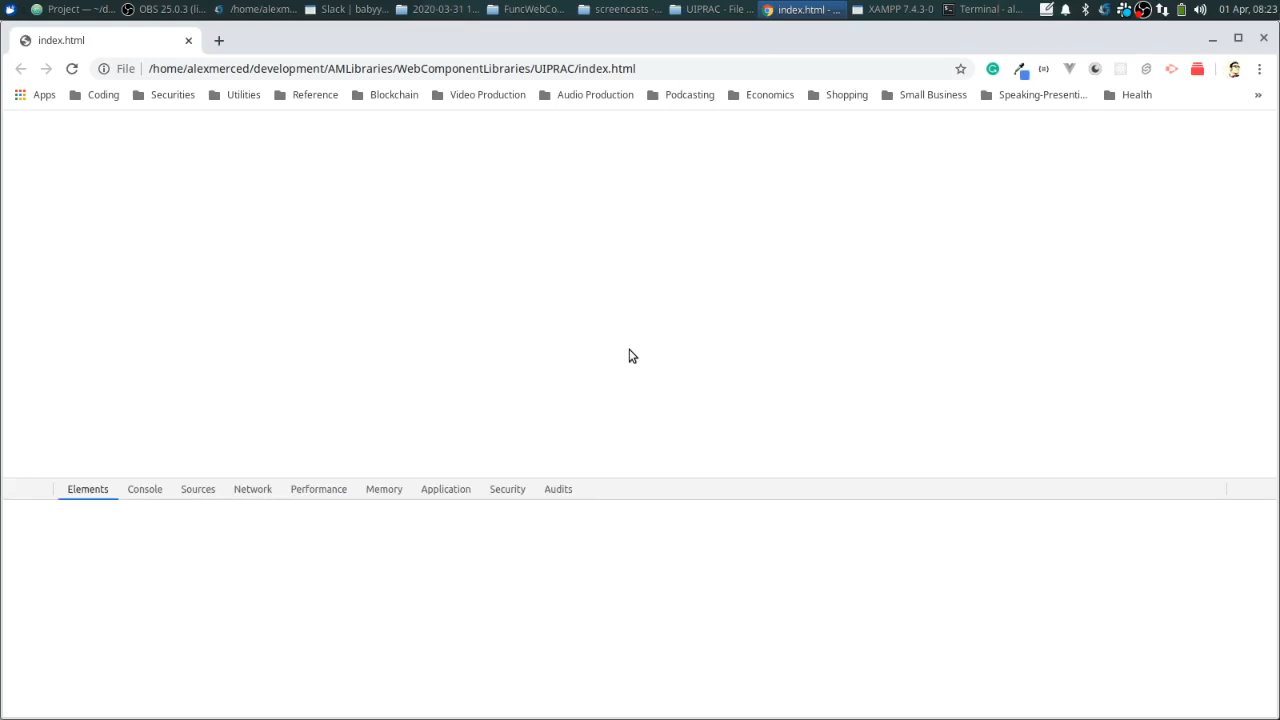 Project — ~/d... OBS 25.0.3 (li... /home/alexm... Slack | babyy... 2020-03-31 1... FuncWebCo... screencasts -... UIPRAC - File ... index.html - ... XAMPP 7.4.3-0 Terminal - al... 01 Apr, 08:23
index.html
File /home/alexmerced/development/AMLibraries/WebComponentLibraries/UIPRAC/index.html
Apps Coding Securities Utilities Reference Blockchain Video Production Audio Production Podcasting Economics Shopping Small Business Speaking-Presenti... Health »
Elements Console Sources Network Performance Memory Application Security Audits